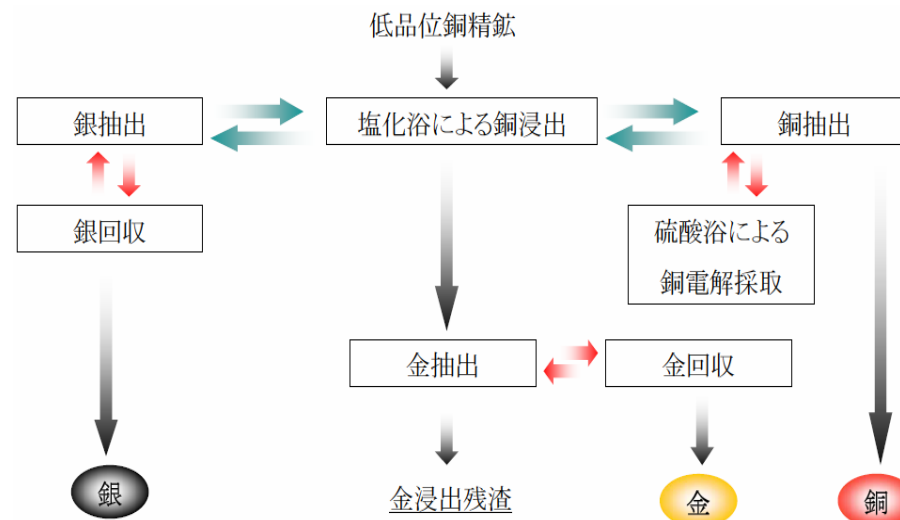 低品位銅精鉱
銀抽出
塩化浴による銅浸出
銅抽出
銀回収
硫酸浴による
銅電解採取
金抽出
金回収
銀
金浸出残渣
金
銅